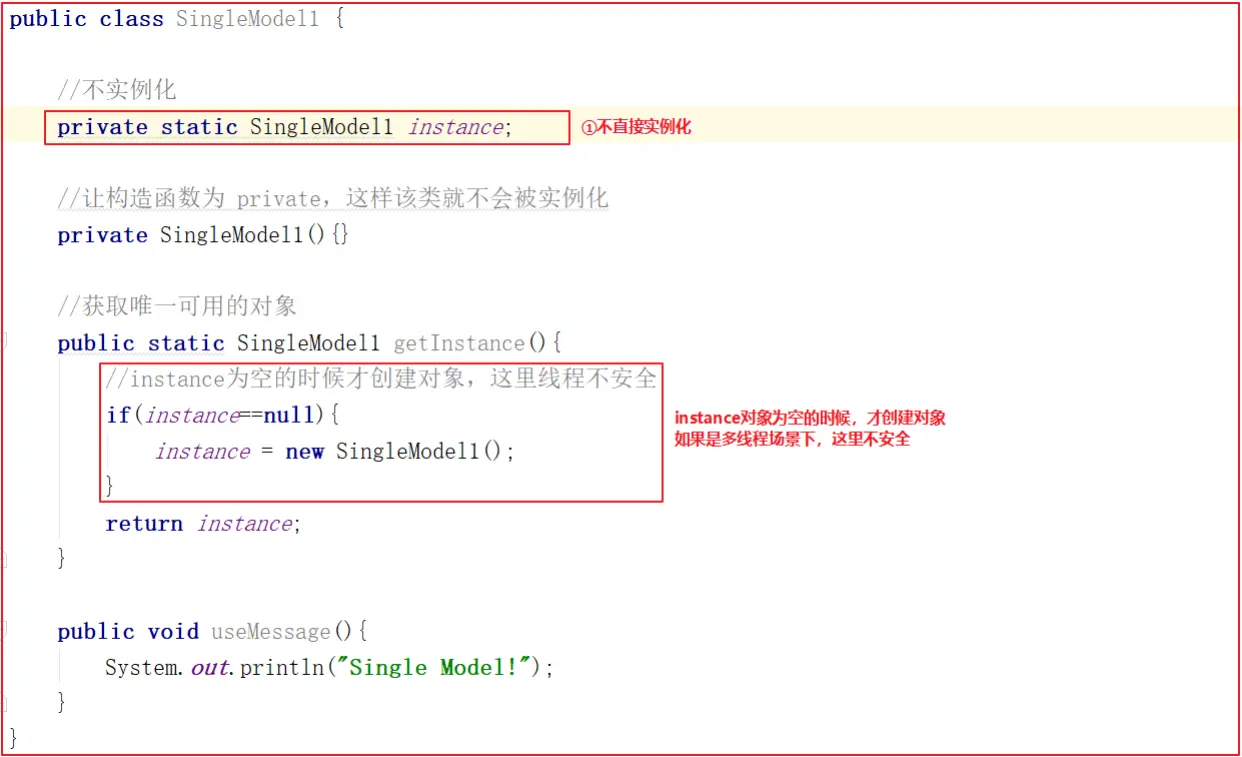 public class SingleModel1 {
//不实例化
private static SingleModel1 instance;
①不直接实例化
//让构造函数为 private，这样该类就不会被实例化
private SingleModel1(){}
//获取唯一可用的对象
public static SingleModel1 getInstance(){
//instance为空的时候才创建对象，这里线程不安全
if(instance==null){
instance = new SingleModel1();
}
instance对象为空的时候，才创建对象
如果是多线程场景下，这里不安全
return instance;
}
public void useMessage(){
System.out.println("Single Model!");
}
}